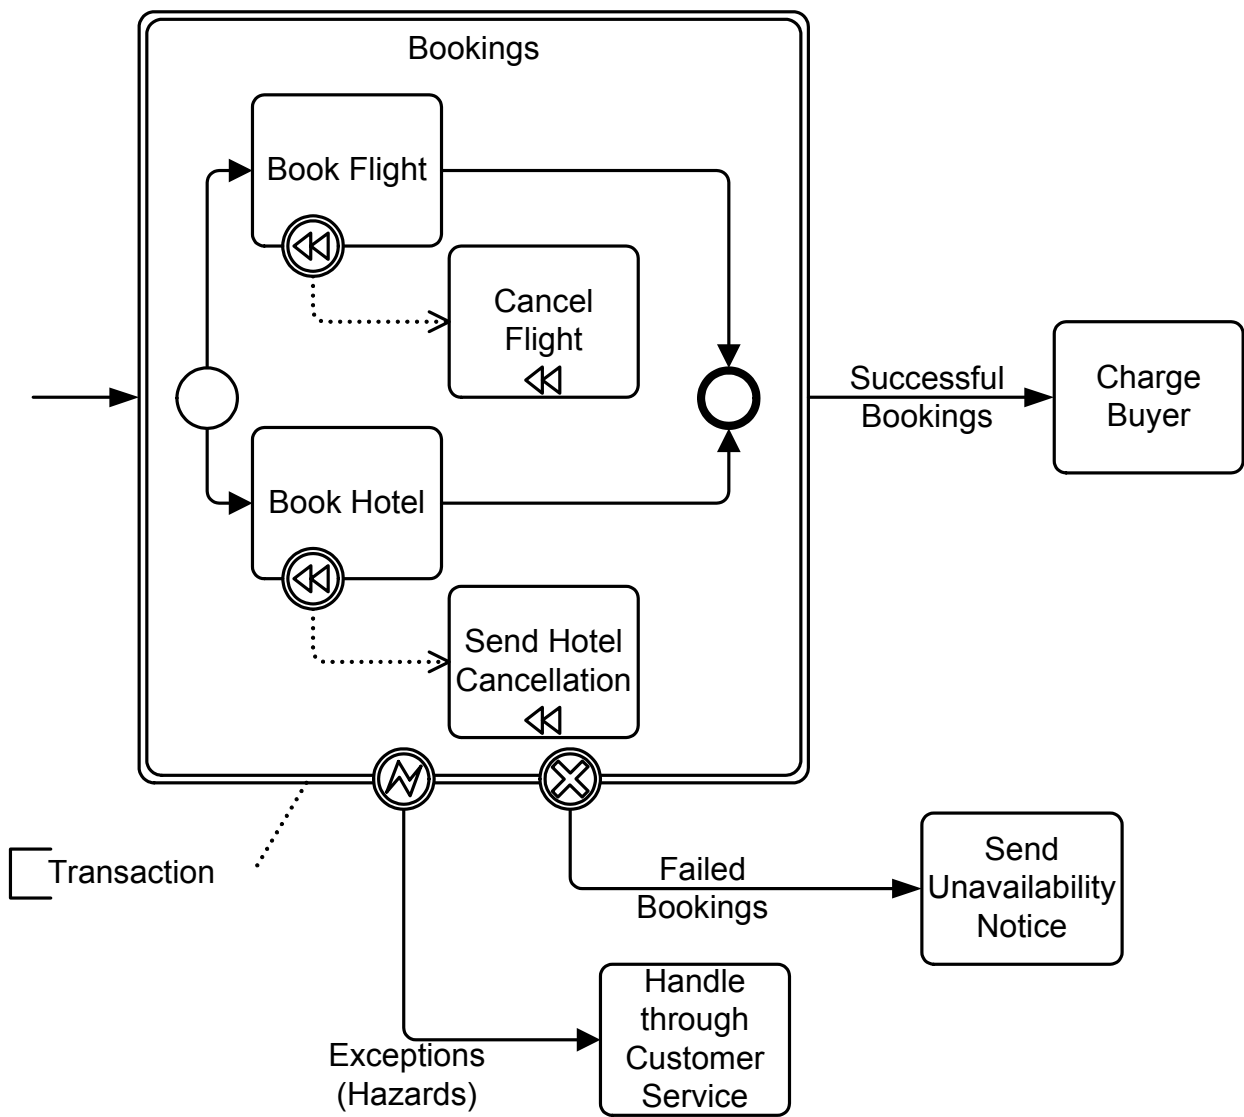 Bookings
Book Flight
Cancel
Flight
Successful
Bookings
Charge
Buyer
Book Hotel
Send Hotel
Cancellation
Transaction
Failed
Bookings
Send
Unavailability
Notice
Exceptions
(Hazards)
Handle
through
Customer
Service